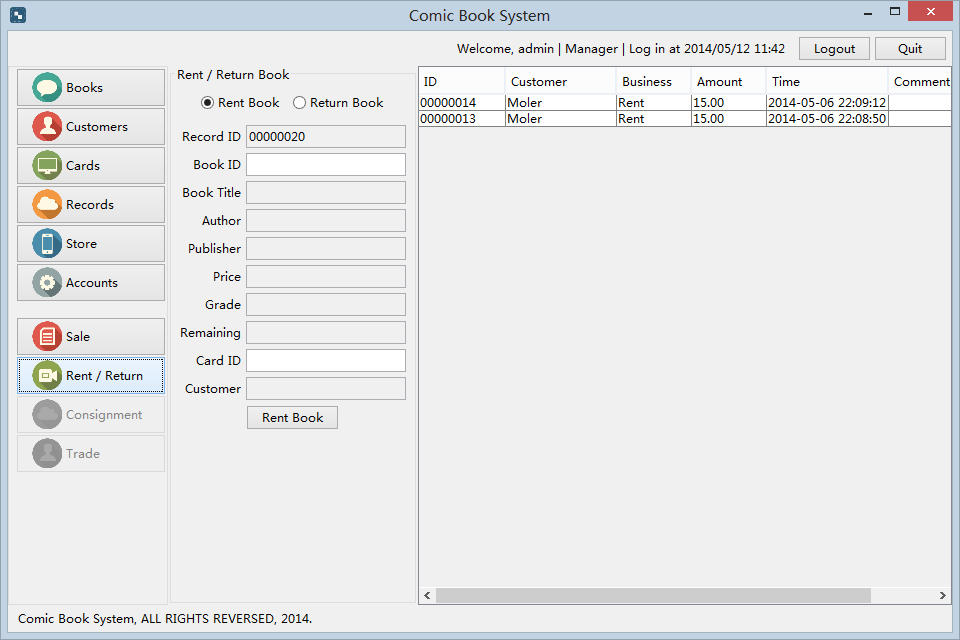 Comic Book System
Welcome, admin | Manager | Log in at 2014/05/12 11:42
Logout
Quit
Books
Customers
Cards
Records
Store
Accounts
Sale
Rent / Return
Consignment
Trade
Rent / Return Book
Rent Book
Return Book
Record ID 00000020
Book ID
Book Title
Author
Publisher
Price
Grade
Remaining
Card ID
Customer
Rent Book
ID Customer Business Amount Time Comment
00000014 Moler Rent 15.00 2014-05-06 22:09:12
00000013 Moler Rent 15.00 2014-05-06 22:08:50
Comic Book System, ALL RIGHTS REVERSED, 2014.